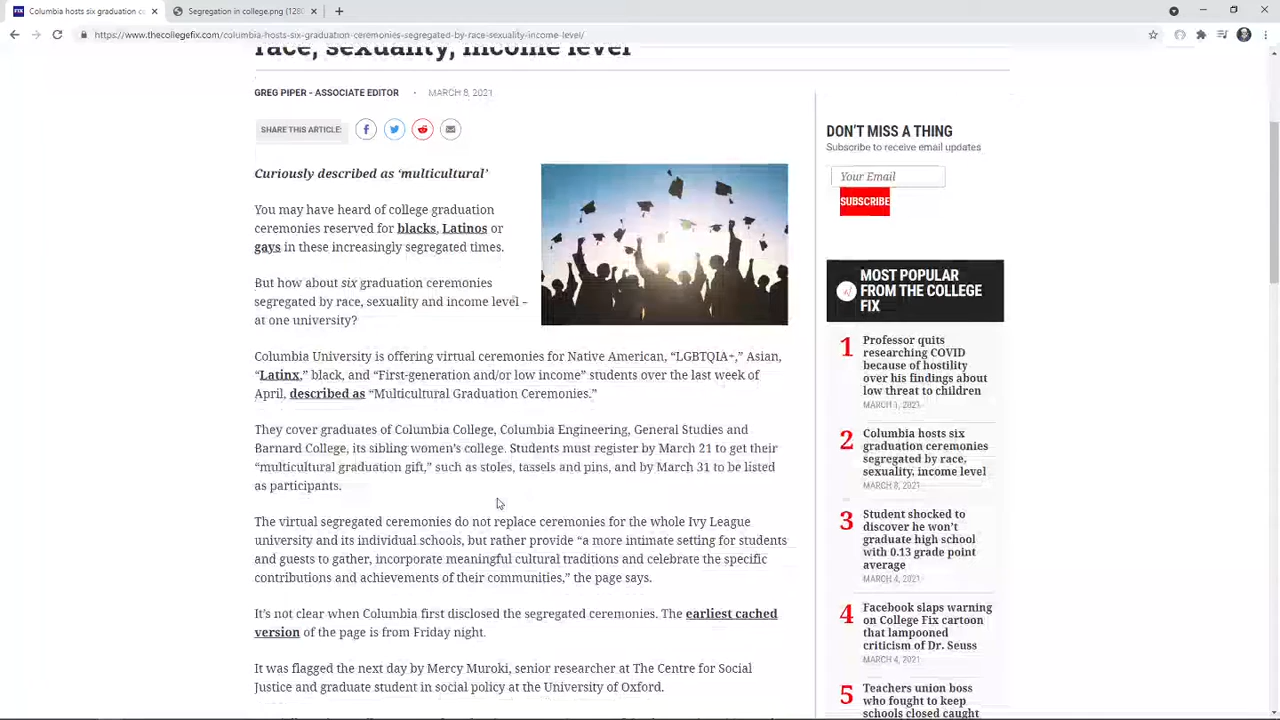 Columbia hosts six graduation c
Segregation in college.png (128
https://www.thecollegefix.com/columbia-hosts-six-graduation-ceremonies-segregated-by-race-sexuality-income-level/
race, sexuality, income level
GREG PIPER - ASSOCIATE EDITOR • MARCH 8, 2021
SHARE THIS ARTICLE:
Curiously described as ‘multicultural’
You may have heard of college graduation
ceremonies reserved for blacks, Latinos or
gays in these increasingly segregated times.
But how about six graduation ceremonies
segregated by race, sexuality and income level –
at one university?
Columbia University is offering virtual ceremonies for Native American, “LGBTQIA+,” Asian,
“Latinx,” black, and “First-generation and/or low income” students over the last week of
April, described as “Multicultural Graduation Ceremonies.”
They cover graduates of Columbia College, Columbia Engineering, General Studies and
Barnard College, its sibling women’s college. Students must register by March 21 to get their
“multicultural graduation gift,” such as stoles, tassels and pins, and by March 31 to be listed
as participants.
The virtual segregated ceremonies do not replace ceremonies for the whole Ivy League
university and its individual schools, but rather provide “a more intimate setting for students
and guests to gather, incorporate meaningful cultural traditions and celebrate the specific
contributions and achievements of their communities,” the page says.
It’s not clear when Columbia first disclosed the segregated ceremonies. The earliest cached
version of the page is from Friday night.
It was flagged the next day by Mercy Muroki, senior researcher at The Centre for Social
Justice and graduate student in social policy at the University of Oxford.
DON’T MISS A THING
Subscribe to receive email updates
Your Email
SUBSCRIBE
MOST POPULAR
FROM THE COLLEGE
FIX
1 Professor quits
researching COVID
because of hostility
over his findings about
low threat to children
MARCH 1, 2021
2 Columbia hosts six
graduation ceremonies
segregated by race,
sexuality, income level
MARCH 8, 2021
3 Student shocked to
discover he won’t
graduate high school
with 0.13 grade point
average
MARCH 4, 2021
4 Facebook slaps warning
on College Fix cartoon
that lampooned
criticism of Dr. Seuss
MARCH 4, 2021
5 Teachers union boss
who fought to keep
schools closed caught